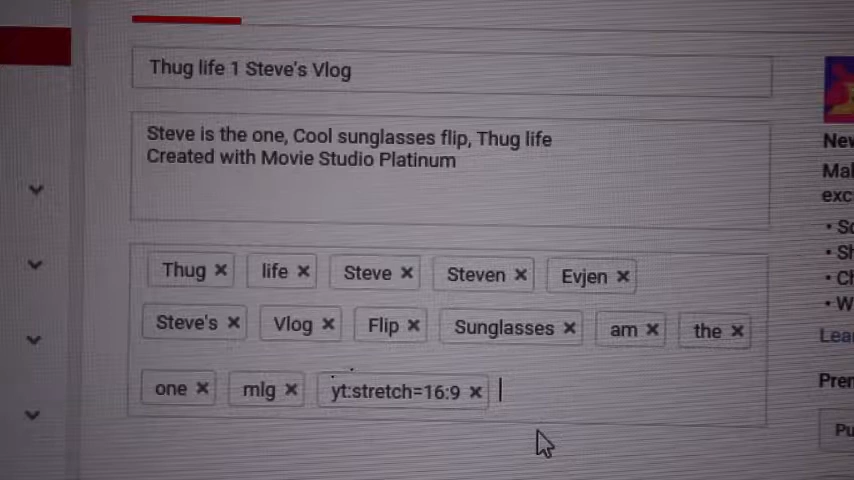 Thug life 1 Steve's Vlog
Steve is the one, Cool sunglasses flip, Thug life
Created with Movie Studio Platinum
Thug × life × Steve × Steven × Evjen ×
Steve's × Vlog × Flip × Sunglasses × am × the ×
one × mlg × yt:stretch=16:9 ×